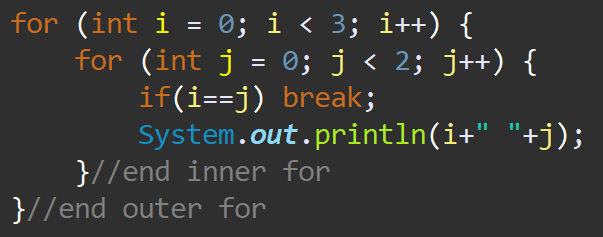 for (int i = 0; i < 3; i++) {
    for (int j = 0; j < 2; j++) {
        if(i==j) break;
        System.out.println(i+" "+j);
    }//end inner for
}//end outer for